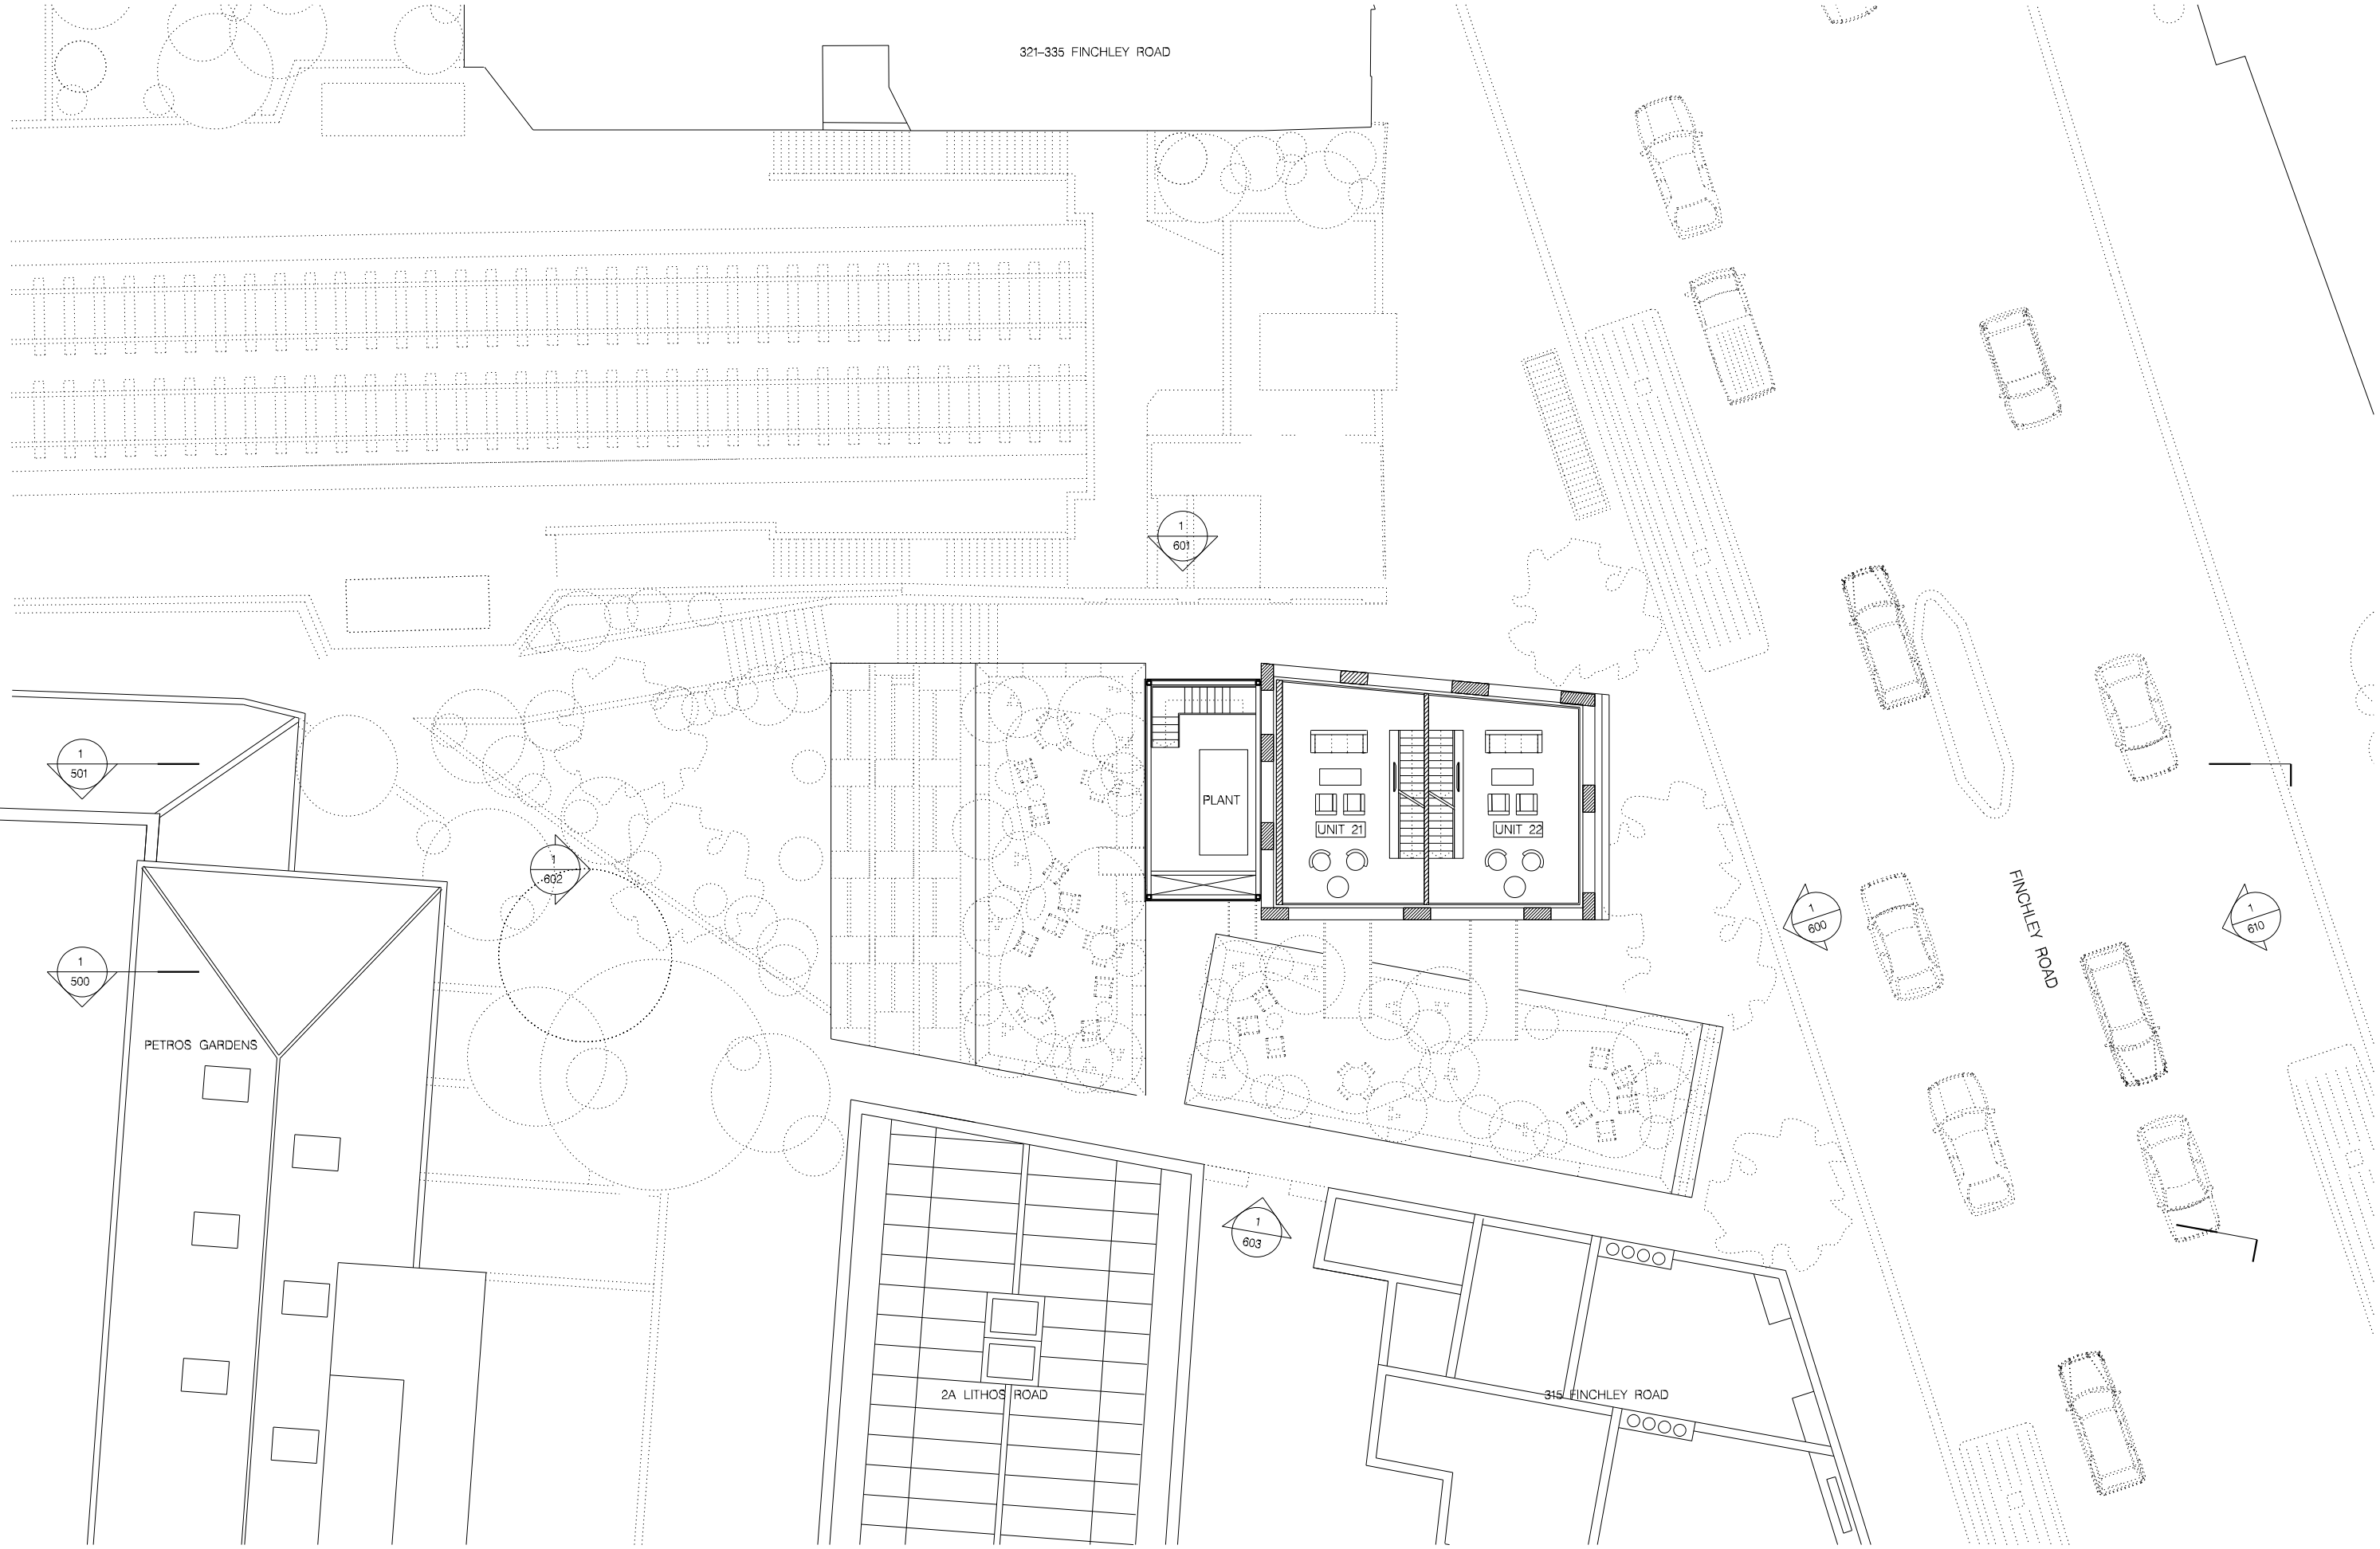 321-335 FINCHLEY ROAD
1
601
1
501
PLANT
UNIT 21
UNIT 22
1
602
1
600
FINCHLEY ROAD
1
610
1
500
PETROS GARDENS
1
603
2A LITHOS ROAD
315 FINCHLEY ROAD